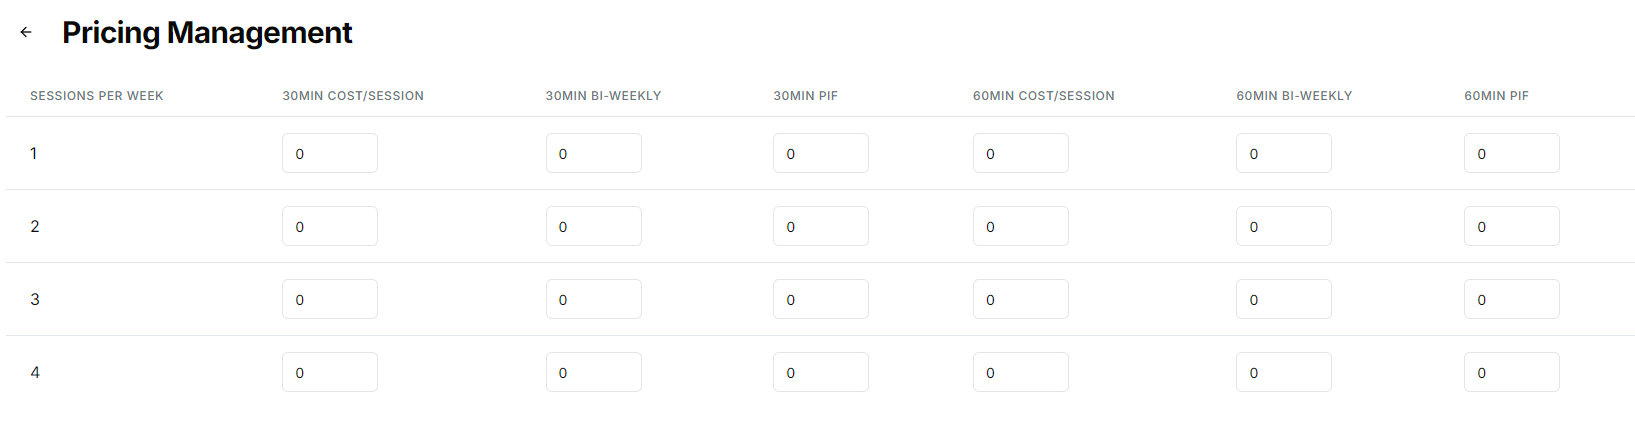 Pricing Management
SESSIONS PER WEEK 30MIN COST/SESSION 30MIN BI-WEEKLY 30MIN PIF 60MIN COST/SESSION 60MIN BI-WEEKLY 60MIN PIF
1 0 0 0 0 0 0
2 0 0 0 0 0 0
3 0 0 0 0 0 0
4 0 0 0 0 0 0